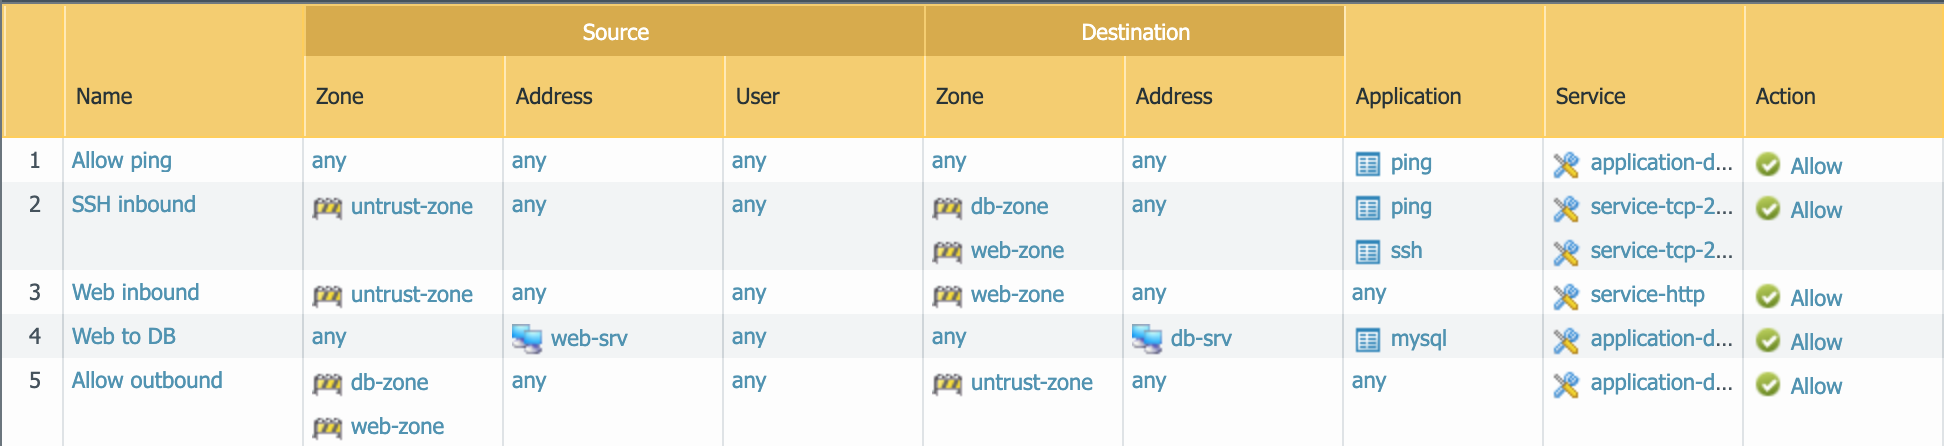 Source Destination
Name Zone Address User Zone Address Application Service Action
1 Allow ping any any any any any ping application-d... Allow
2 SSH inbound untrust-zone any any db-zone any ping service-tcp-2... Allow
web-zone ssh service-tcp-2...
3 Web inbound untrust-zone any any web-zone any any service-http Allow
4 Web to DB any web-srv any any db-srv mysql application-d... Allow
5 Allow outbound db-zone any any untrust-zone any any application-d... Allow
web-zone